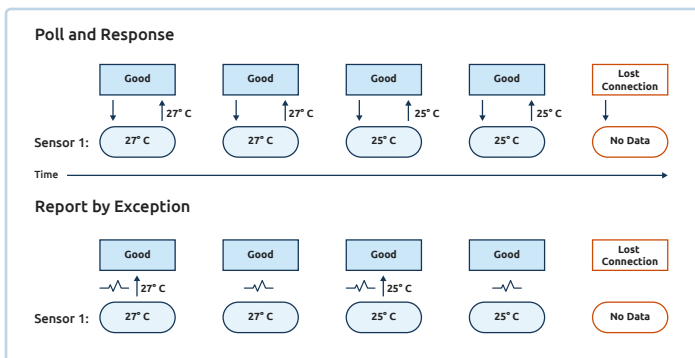 Poll and Response
Good Good Good Good Lost
Connection
27° C 27° C 25° C 25° C
Sensor 1: 27° C 27° C 25° C 25° C No Data
Time
Report by Exception
Good Good Good Good Lost
Connection
27° C 25° C
Sensor 1: 27° C 27° C 25° C 25° C No Data